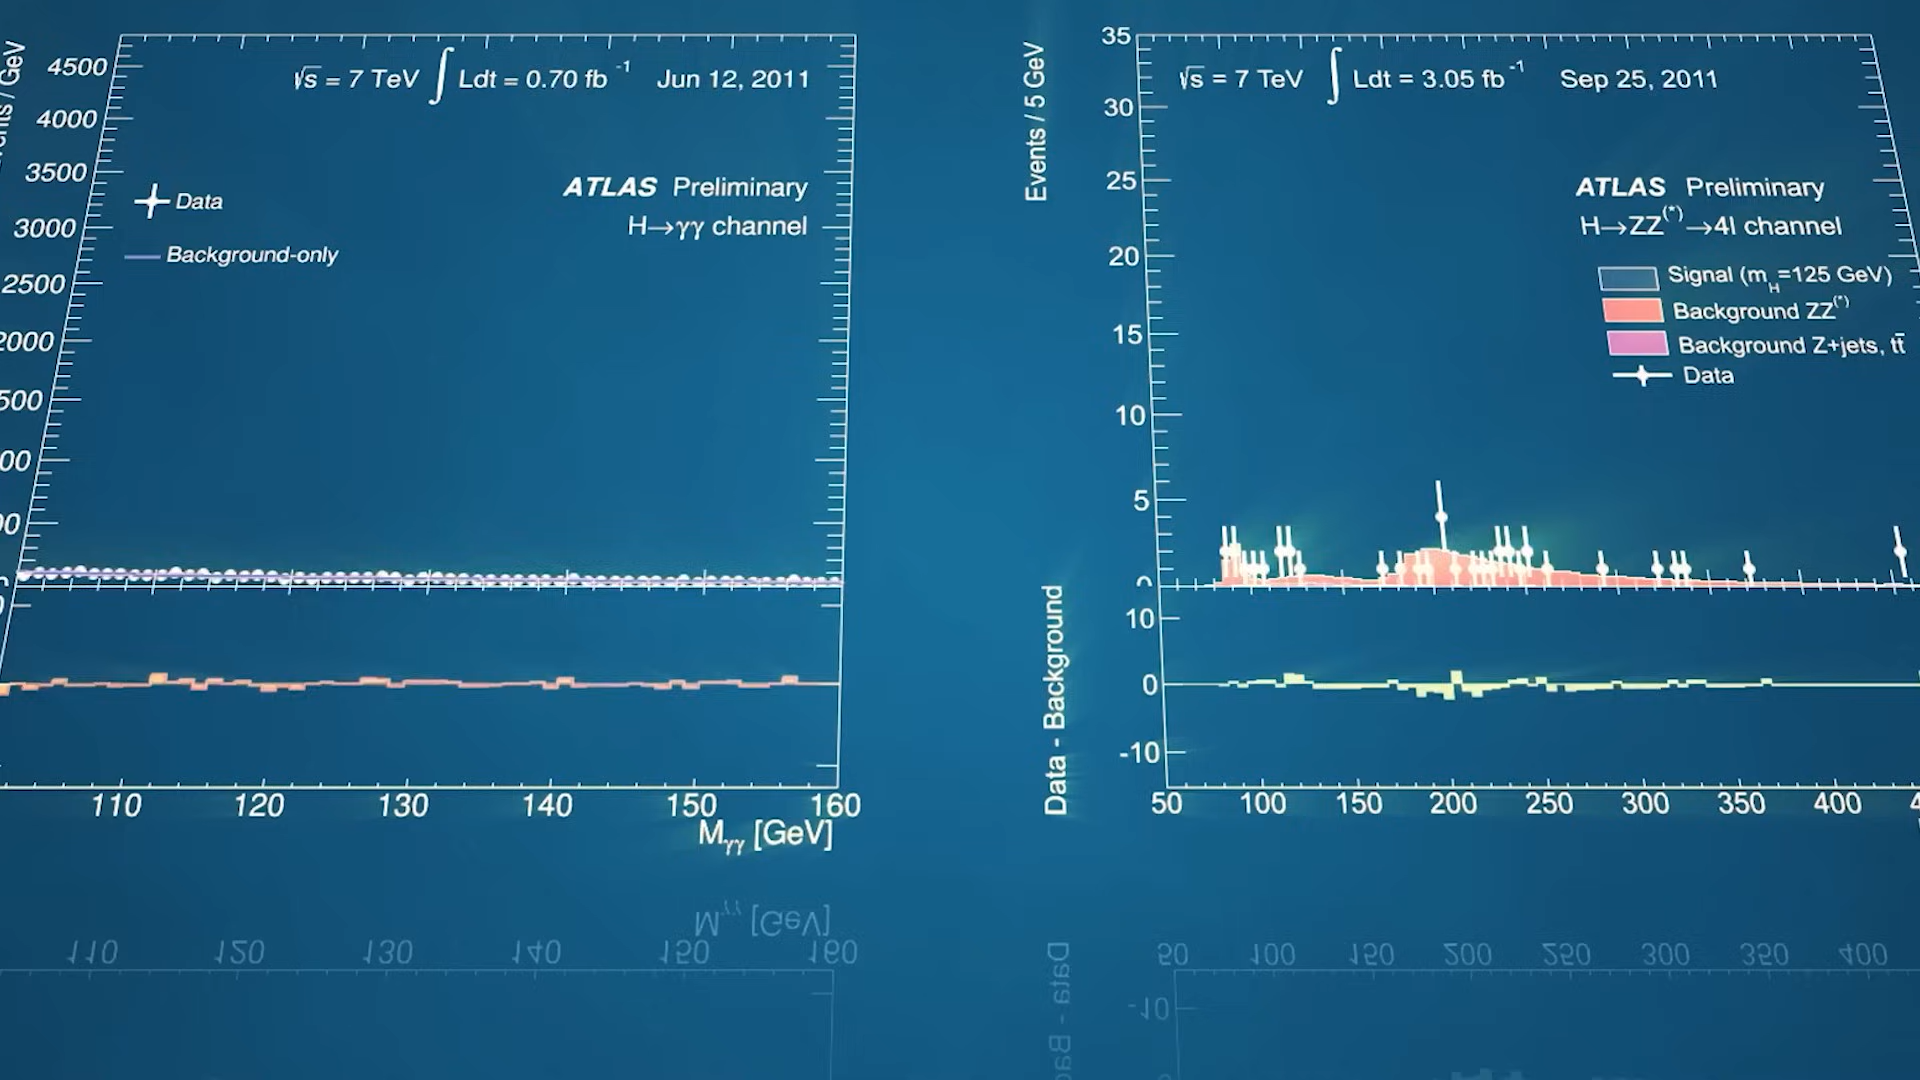 √s = 7 TeV ∫ Ldt = 0.70 fb⁻¹ Jun 12, 2011
ATLAS Preliminary
H→γγ channel
Data
Background-only
4500
4000
3500
3000
2500
2000
110 120 130 140 150 160
Mγγ [GeV]
Events / 5 GeV
√s = 7 TeV ∫ Ldt = 3.05 fb⁻¹ Sep 25, 2011
ATLAS Preliminary
H→ZZ(*)→4l channel
Signal (mH=125 GeV)
Background ZZ(*)
Background Z+jets, tt̄
Data
35
30
25
20
15
10
5
Data - Background
10
0
-10
50 100 150 200 250 300 350 400